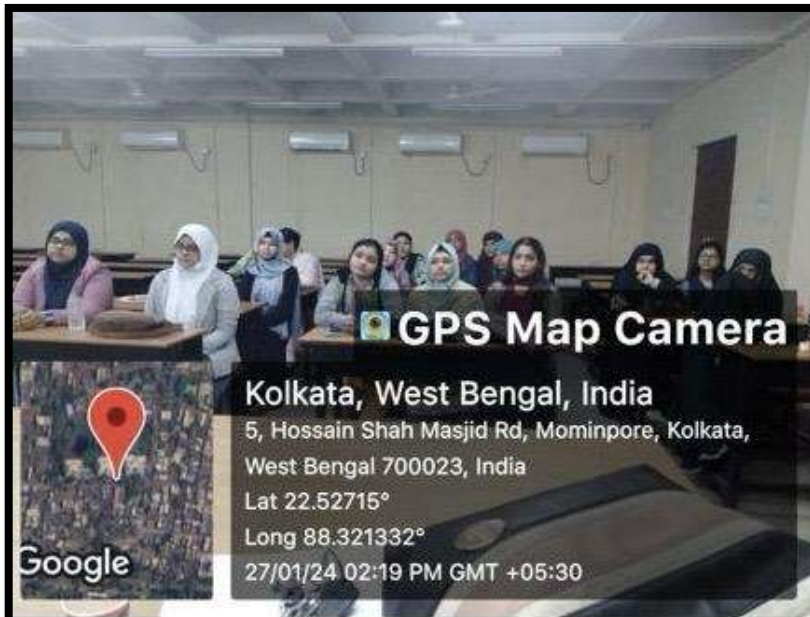 GPS Map Camera
Kolkata, West Bengal, India
5, Hossain Shah Masjid Rd, Mominpore, Kolkata,
West Bengal 700023, India
Lat 22.52715°
Long 88.321332°
27/01/24 02:19 PM GMT +05:30
Google